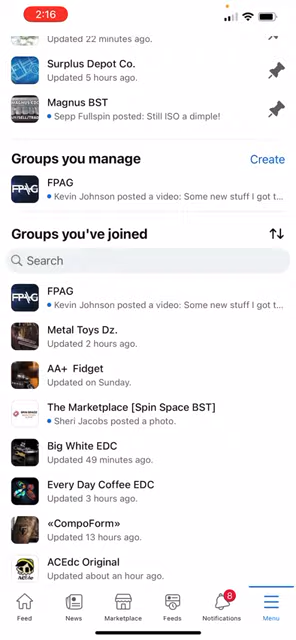 2:16
Updated 22 minutes ago.
Surplus Depot Co.
Updated 5 hours ago.
Magnus BST
Sepp Fullspin posted: Still ISO a dimple!
Groups you manage
Create
FPAG
Kevin Johnson posted a video: Some new stuff I got t...
Groups you've joined
Search
FPAG
Kevin Johnson posted a video: Some new stuff I got t...
Metal Toys Dz.
Updated 2 hours ago.
AA+ Fidget
Updated on Sunday.
The Marketplace [Spin Space BST]
Sheri Jacobs posted a photo.
Big White EDC
Updated 49 minutes ago.
Every Day Coffee EDC
Updated 3 hours ago.
«CompoForm»
Updated 13 hours ago.
ACEdc Original
Updated about an hour ago.
8
Feed
News
Marketplace
Feeds
Notifications
Menu